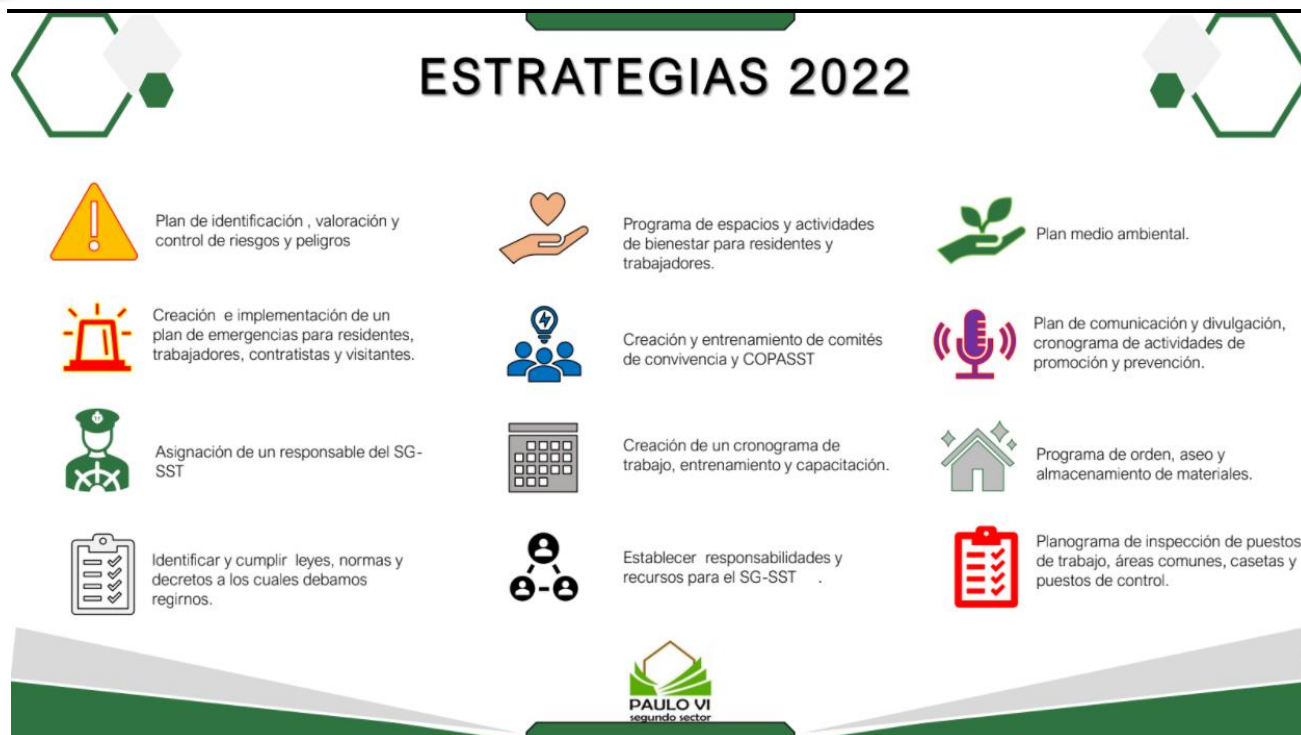 ESTRATEGIAS 2022
Plan de identificación , valoración y
control de riesgos y peligros
Creación e implementación de un
plan de emergencias para residentes,
trabajadores, contratistas y visitantes.
Asignación de un responsable del SG-
SST
Identificar y cumplir leyes, normas y
decretos a los cuales debamos
regirnos.
Programa de espacios y actividades
de bienestar para residentes y
trabajadores.
Creación y entrenamiento de comités
de convivencia y COPASST
Creación de un cronograma de
trabajo, entrenamiento y capacitación.
Establecer responsabilidades y
recursos para el SG-SST .
Plan medio ambiental.
Plan de comunicación y divulgación,
cronograma de actividades de
promoción y prevención.
Programa de orden, aseo y
almacenamiento de materiales.
Planograma de inspección de puestos
de trabajo, áreas comunes, casetas y
puestos de control.
PAULO VI
segundo sector